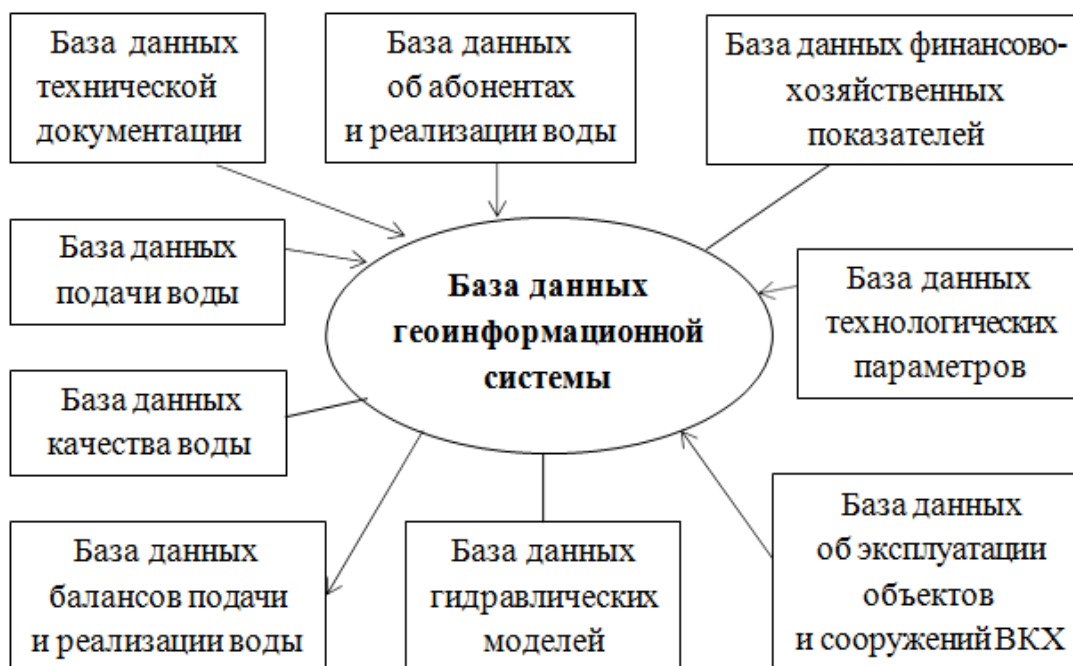 База данных
технической
документации
База данных
об абонентах
и реализации воды
База данных финансово-
хозяйственных
показателей
База данных
подачи воды
База данных
геоинформационной
системы
База данных
технологических
параметров
База данных
качества воды
База данных
балансов подачи
и реализации воды
База данных
гидравлических
моделей
База данных
об эксплуатации
объектов
и сооружений ВКХ